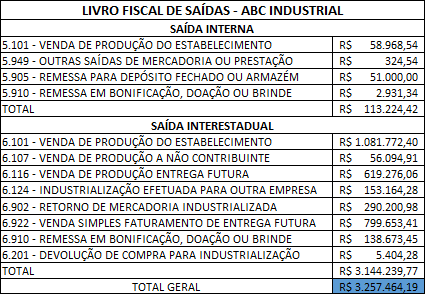 LIVRO FISCAL DE SAÍDAS - ABC INDUSTRIAL
SAÍDA INTERNA
5.101 - VENDA DE PRODUÇÃO DO ESTABELECIMENTO R$ 58.968,54
5.949 - OUTRAS SAÍDAS DE MERCADORIA OU PRESTAÇÃO R$ 324,54
5.905 - REMESSA PARA DEPÓSITO FECHADO OU ARMAZÉM R$ 51.000,00
5.910 - REMESSA EM BONIFICAÇÃO, DOAÇÃO OU BRINDE R$ 2.931,34
TOTAL R$ 113.224,42
SAÍDA INTERESTADUAL
6.101 - VENDA DE PRODUÇÃO DO ESTABELECIMENTO R$ 1.081.772,40
6.107 - VENDA DE PRODUÇÃO A NÃO CONTRIBUINTE R$ 56.094,91
6.116 - VENDA DE PRODUÇÃO ENTREGA FUTURA R$ 619.276,06
6.124 - INDUSTRIALIZAÇÃO EFETUADA PARA OUTRA EMPRESA R$ 153.164,28
6.902 - RETORNO DE MERCADORIA INDUSTRIALIZADA R$ 290.200,98
6.922 - VENDA SIMPLES FATURAMENTO DE ENTREGA FUTURA R$ 799.653,41
6.910 - REMESSA EM BONIFICAÇÃO, DOAÇÃO OU BRINDE R$ 138.673,45
6.201 - DEVOLUÇÃO DE COMPRA PARA INDUSTRIALIZAÇÃO R$ 5.404,28
TOTAL R$ 3.144.239,77
TOTAL GERAL R$ 3.257.464,19